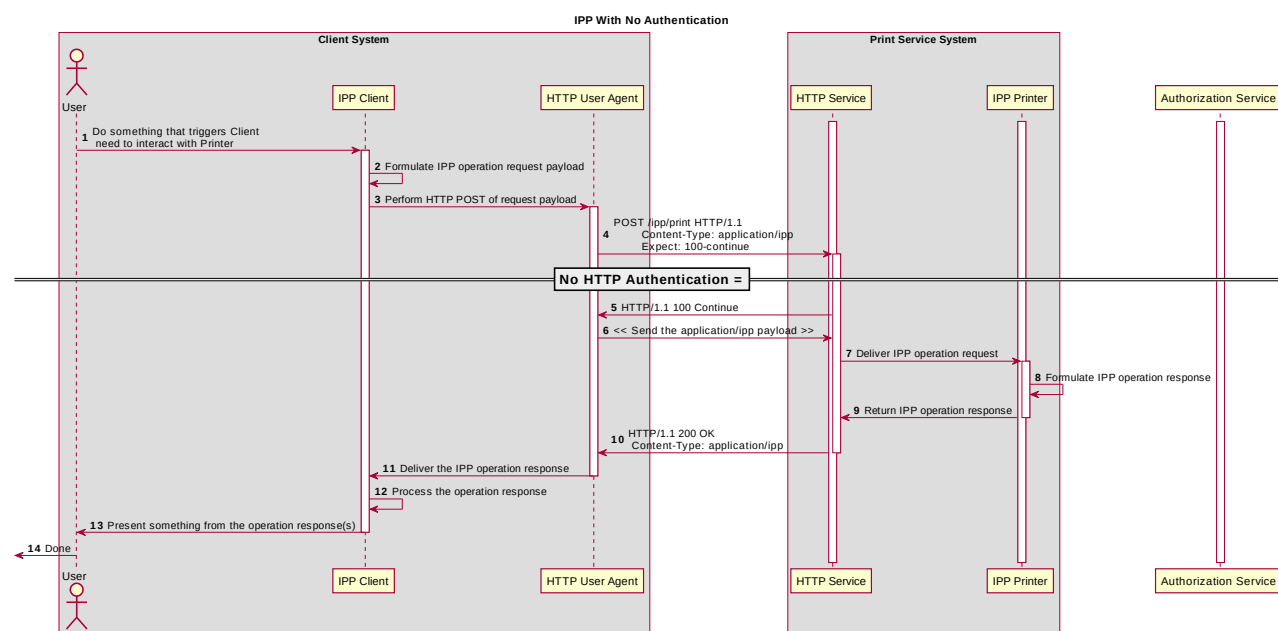 IPP With No Authentication
Client System
Print Service System
User
IPP Client
HTTP User Agent
HTTP Service
IPP Printer
Authorization Service
1 Do something that triggers Client
need to interact with Printer
2 Formulate IPP operation request payload
3 Perform HTTP POST of request payload
POST /ipp/print HTTP/1.1
4 Content-Type: application/ipp
Expect: 100-continue
No HTTP Authentication =
5 HTTP/1.1 100 Continue
6 << Send the application/ipp payload >>
7 Deliver IPP operation request
8 Formulate IPP operation response
9 Return IPP operation response
10 HTTP/1.1 200 OK
Content-Type: application/ipp
11 Deliver the IPP operation response
12 Process the operation response
13 Present something from the operation response(s)
14 Done
User
IPP Client
HTTP User Agent
HTTP Service
IPP Printer
Authorization Service